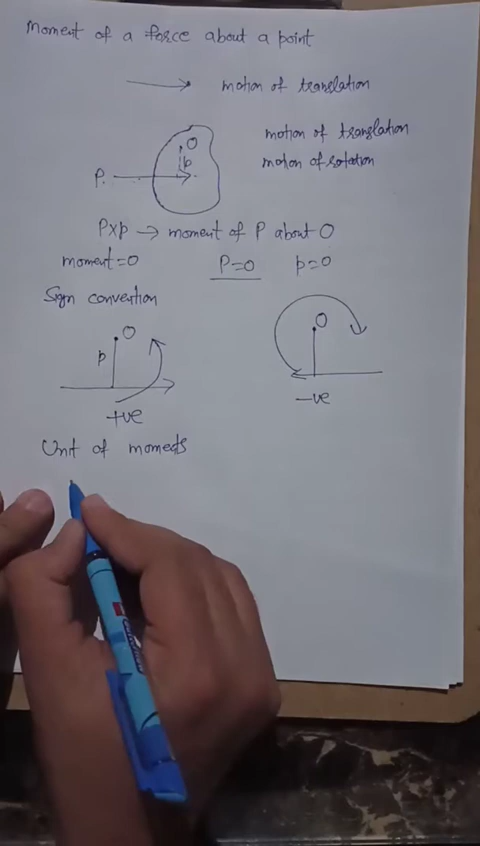 Moment of a force about a point
motion of translation
motion of translation
motion of rotation
O
p
P
P×p → moment of P about O
moment=0 P=0 p=0
Sign convention
O
p
+ve
O
−ve
Unit of moments